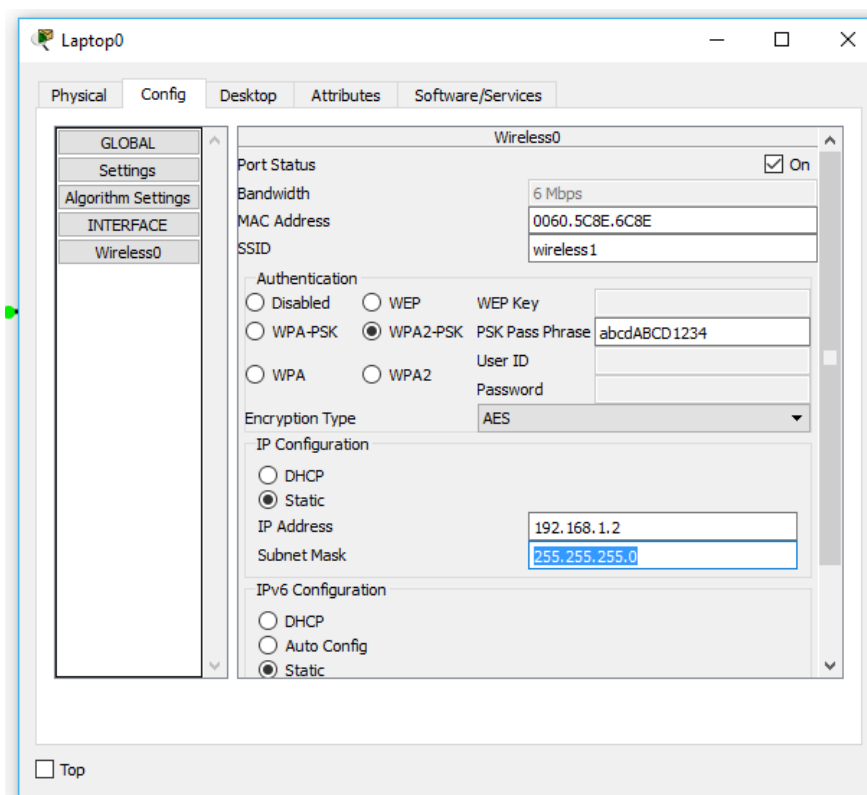 Laptop0
Physical Config Desktop Attributes Software/Services
GLOBAL
Settings
Algorithm Settings
INTERFACE
Wireless0
Wireless0
Port Status On
Bandwidth 6 Mbps
MAC Address 0060.5C8E.6C8E
SSID wireless1
Authentication
Disabled WEP WEP Key
WPA-PSK WPA2-PSK PSK Pass Phrase abcdABCD1234
User ID
WPA WPA2
Password
Encryption Type AES
IP Configuration
DHCP
Static
IP Address 192.168.1.2
Subnet Mask 255.255.255.0
IPv6 Configuration
DHCP
Auto Config
Static
Top